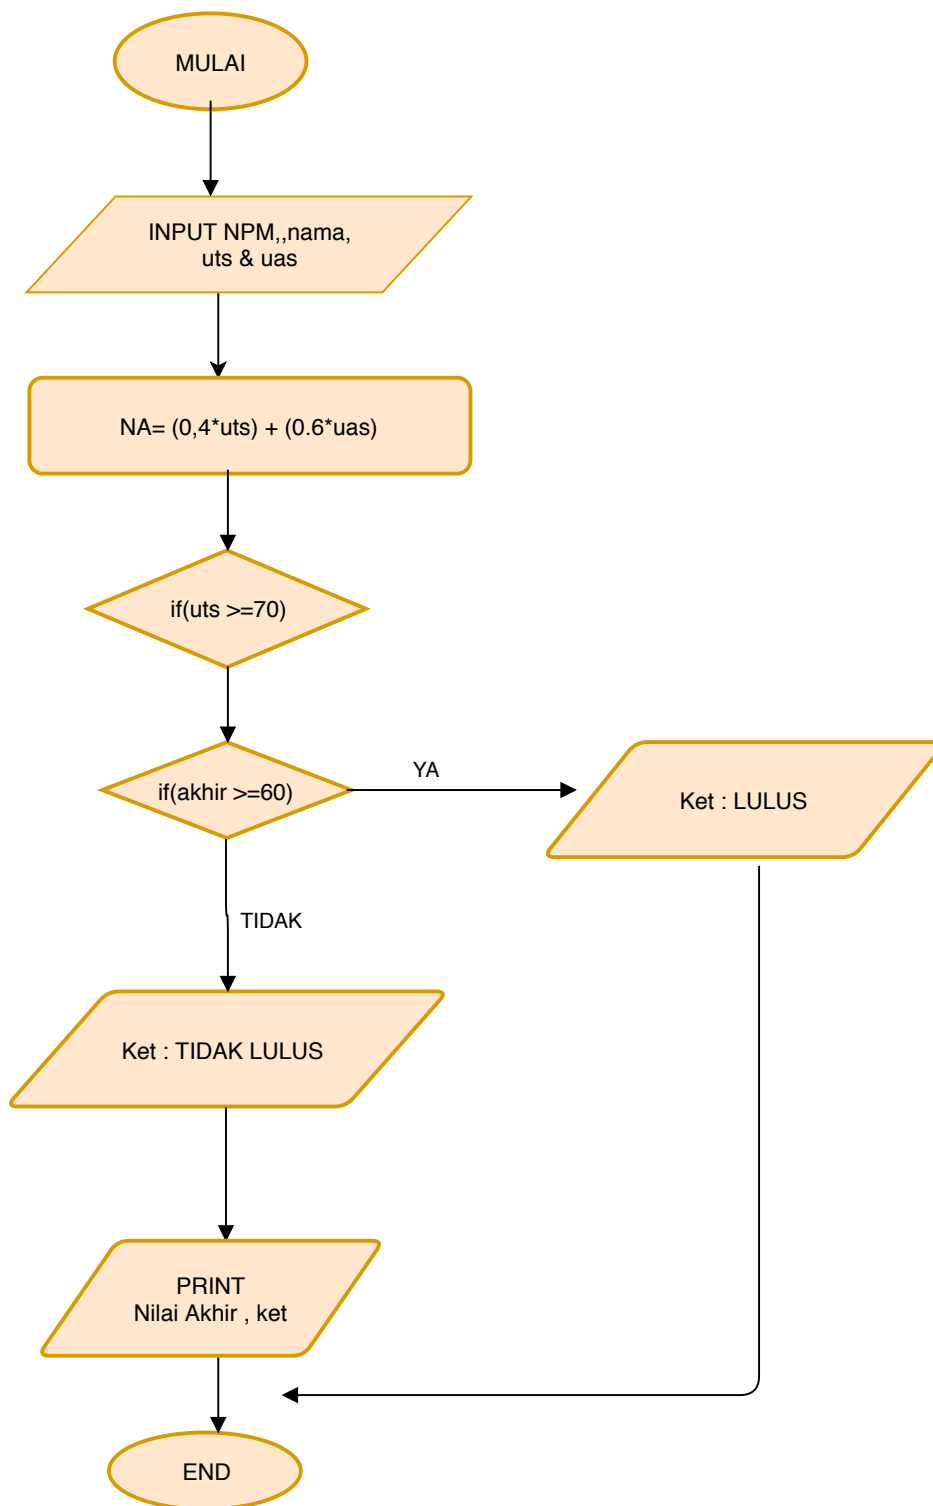 MULAI
INPUT NPM,,nama,
uts & uas
NA= (0,4*uts) + (0.6*uas)
if(uts >=70)
if(akhir >=60)
YA
Ket : LULUS
TIDAK
Ket : TIDAK LULUS
PRINT
Nilai Akhir , ket
END